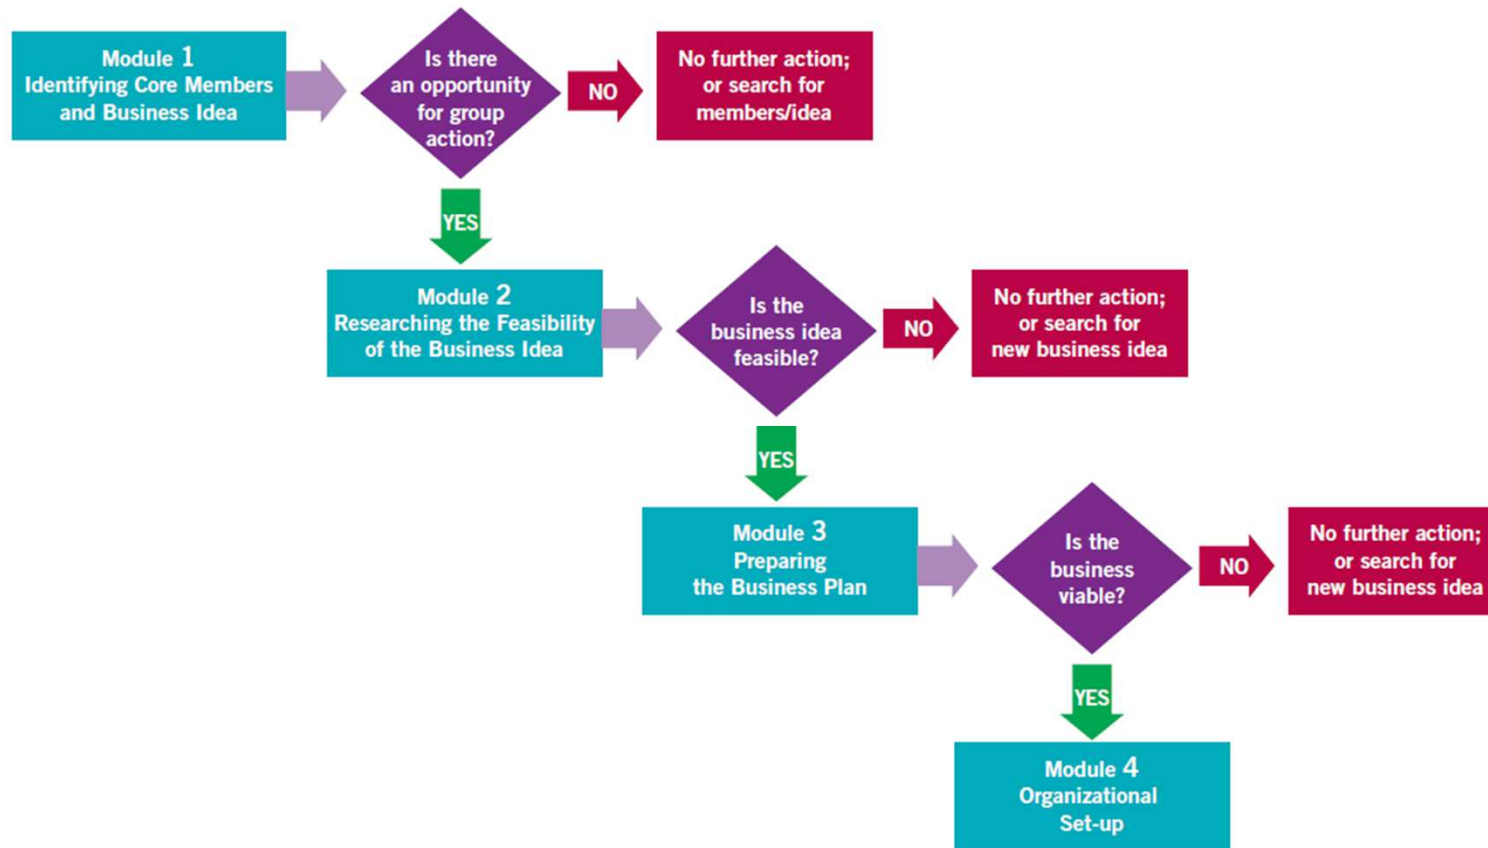 Module 1
Identifying Core Members
and Business Idea
Is there
an opportunity
for group
action?
NO
No further action;
or search for
members/idea
YES
Module 2
Researching the Feasibility
of the Business Idea
Is the
business idea
feasible?
NO
No further action;
or search for
new business idea
YES
Module 3
Preparing
the Business Plan
Is the
business
viable?
NO
No further action;
or search for
new business idea
YES
Module 4
Organizational
Set-up